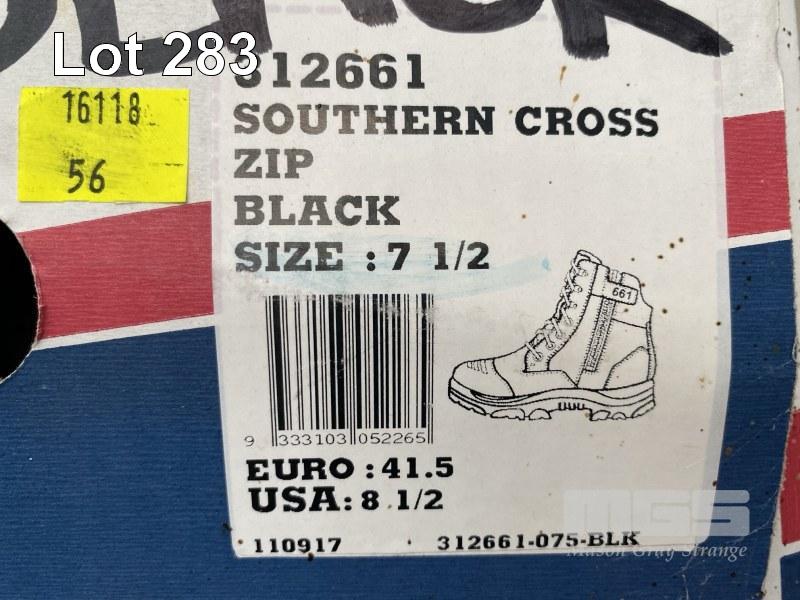 BLACK
Lot 283
312661
16118
56
SOUTHERN CROSS
ZIP
BLACK
SIZE : 7 1/2
661
9 333103 052265
EURO : 41.5
USA: 8 1/2
110917 312661-075-BLK
MGS
Mason Gray Strange